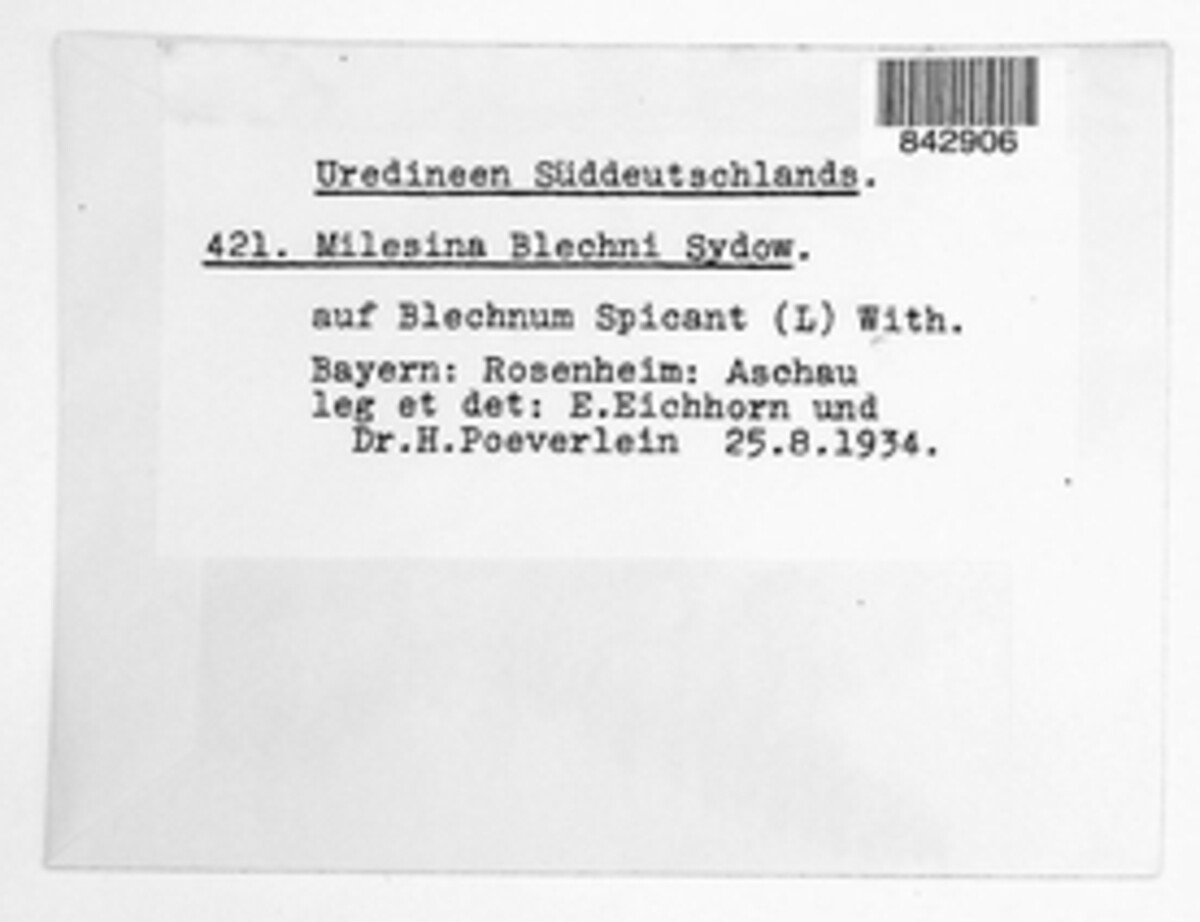 842906
Uredineen Süddeutschlands.
421. Milesina Blechni Sydow.
auf Blechnum Spicant (L) With.
Bayern: Rosenheim: Aschau
leg et det: E.Eichhorn und
Dr.H.Poeverlein 25.8.1934.